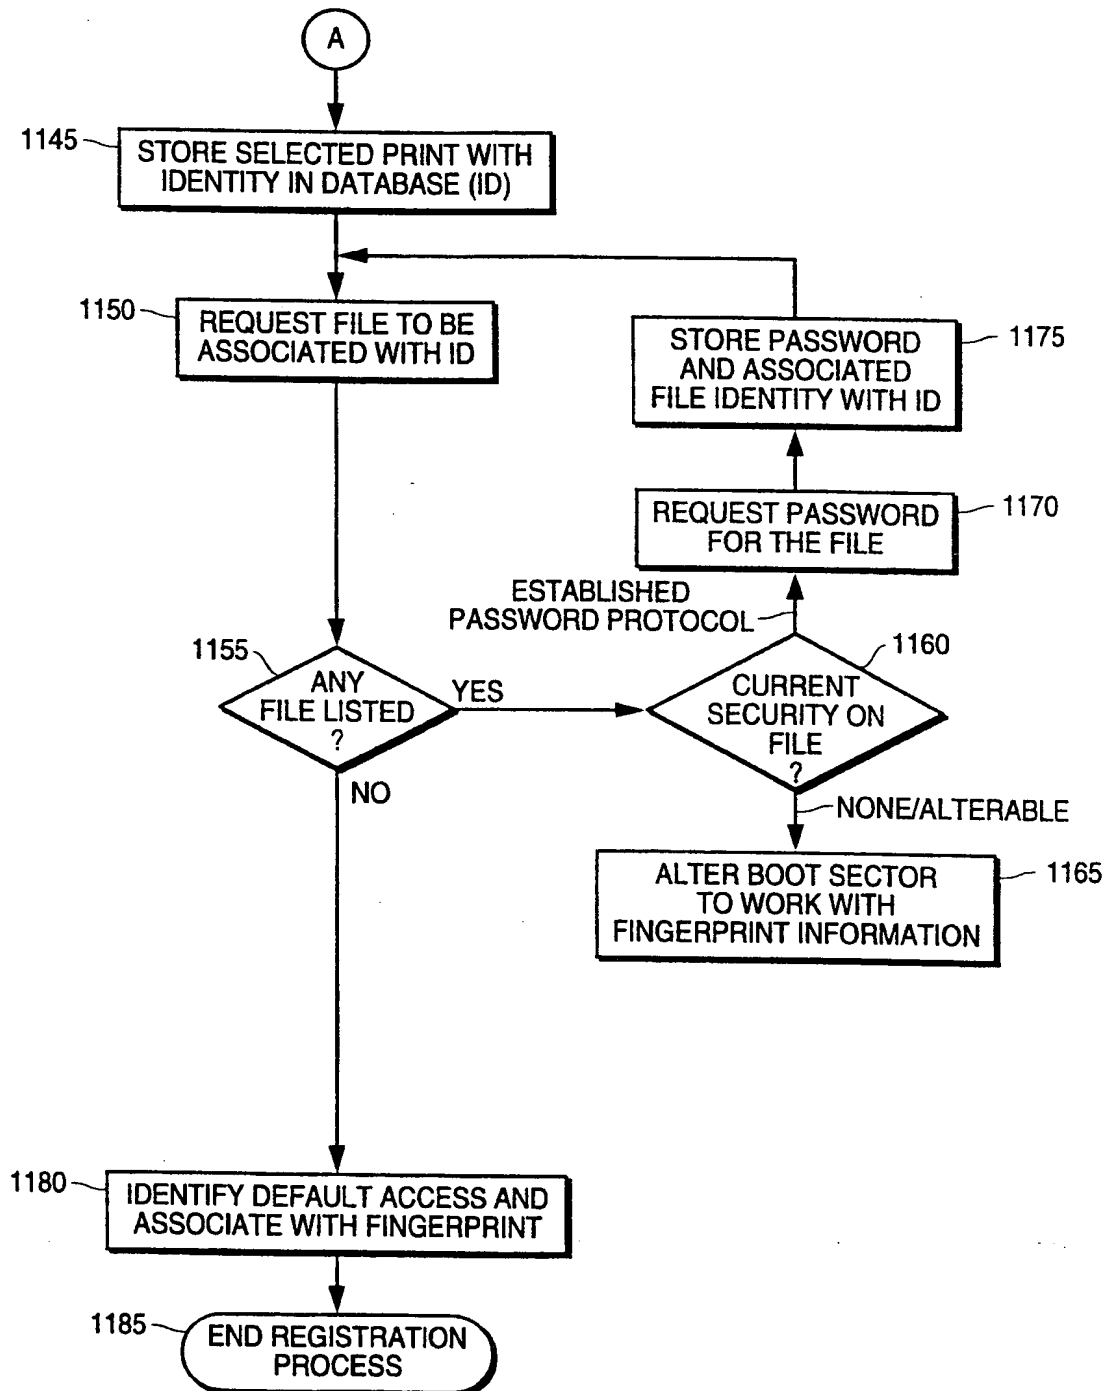 A
1145
STORE SELECTED PRINT WITH
IDENTITY IN DATABASE (ID)
1150
REQUEST FILE TO BE
ASSOCIATED WITH ID
STORE PASSWORD
AND ASSOCIATED
FILE IDENTITY WITH ID
1175
REQUEST PASSWORD
FOR THE FILE
1170
ESTABLISHED
PASSWORD PROTOCOL
1155
ANY
FILE LISTED
?
YES
NO
1160
CURRENT
SECURITY ON
FILE
?
NONE/ALTERABLE
ALTER BOOT SECTOR
TO WORK WITH
FINGERPRINT INFORMATION
1165
1180
IDENTIFY DEFAULT ACCESS AND
ASSOCIATE WITH FINGERPRINT
1185
END REGISTRATION
PROCESS